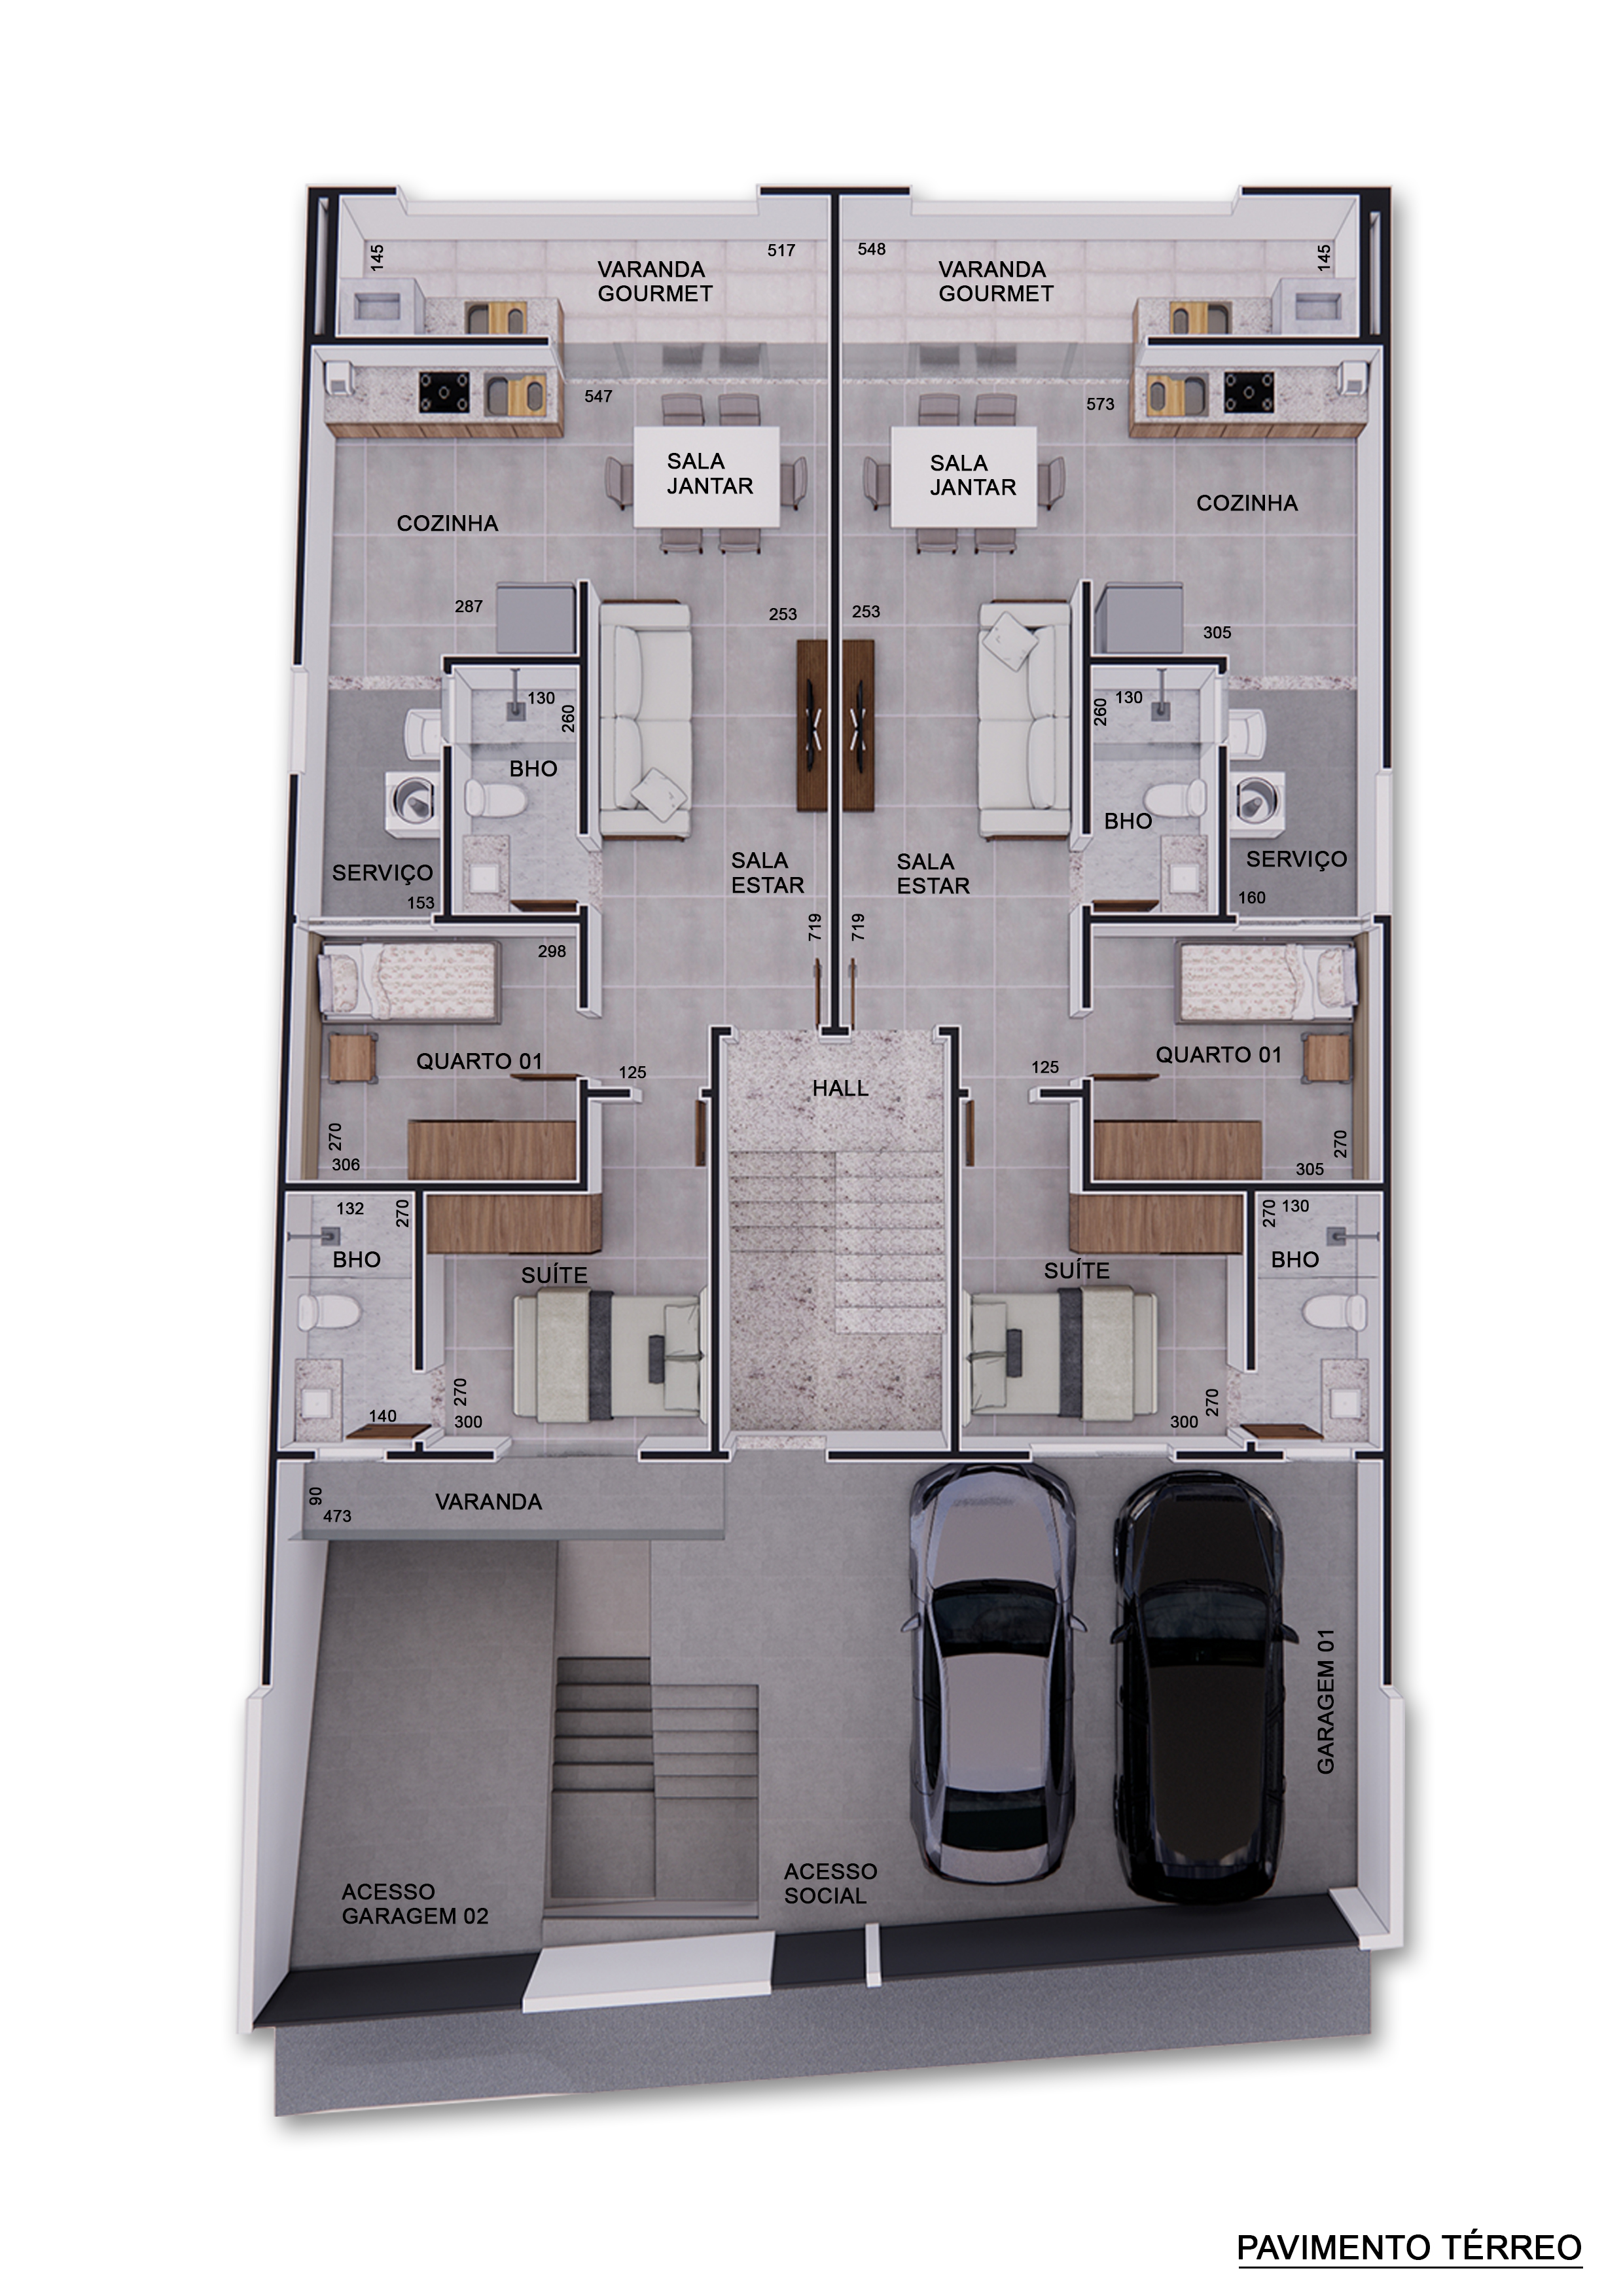 145
517
548
145
VARANDA
GOURMET
VARANDA
GOURMET
547
573
SALA
JANTAR
SALA
JANTAR
COZINHA
COZINHA
287
253
253
305
130
260
260
130
BHO
BHO
SERVIÇO
SALA
ESTAR
SALA
ESTAR
SERVIÇO
153
160
719
719
298
QUARTO 01
QUARTO 01
125
125
HALL
270
306
270
305
132
270
270
130
BHO
BHO
SUÍTE
SUÍTE
270
300
140
270
300
90
473
VARANDA
GARAGEM 01
ACESSO
SOCIAL
ACESSO
GARAGEM 02
PAVIMENTO TÉRREO